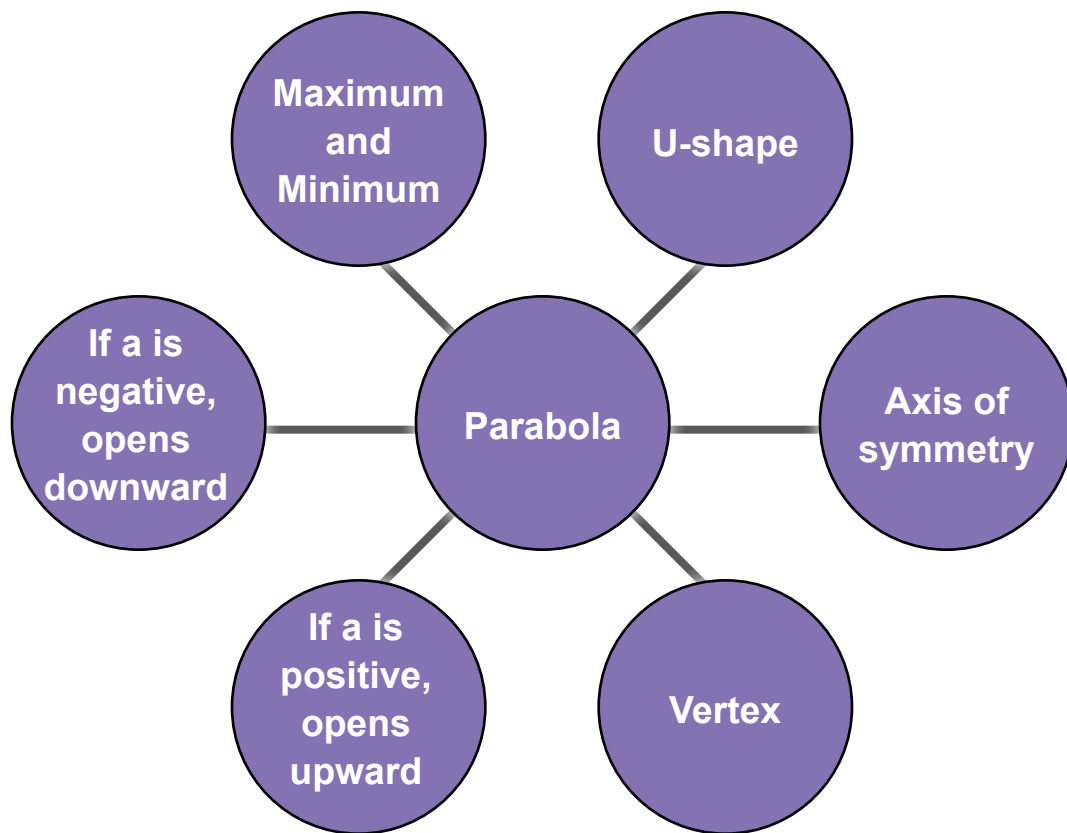 Maximum
and
Minimum
U-shape
If a is
negative,
opens
downward
Parabola
Axis of
symmetry
If a is
positive,
opens
upward
Vertex